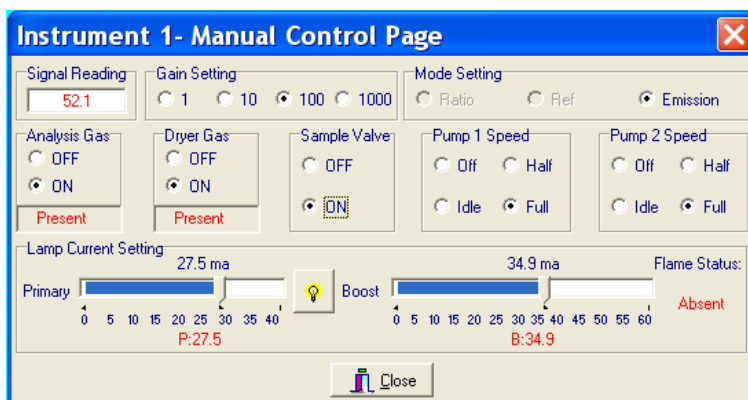 Instrument 1- Manual Control Page
Signal Reading
52.1
Gain Setting
1 10 100 1000
Mode Setting
Ratio Ref Emission
Analysis Gas
OFF
ON
Present
Dryer Gas
OFF
ON
Present
Sample Valve
OFF
ON
Pump 1 Speed
Off Half
Idle Full
Pump 2 Speed
Off Half
Idle Full
Lamp Current Setting
27.5 ma
Primary
0 5 10 15 20 25 30 35 40
P:27.5
34.9 ma
Boost
0 5 10 15 20 25 30 35 40 45 50 55 60
B:34.9
Flame Status:
Absent
Close